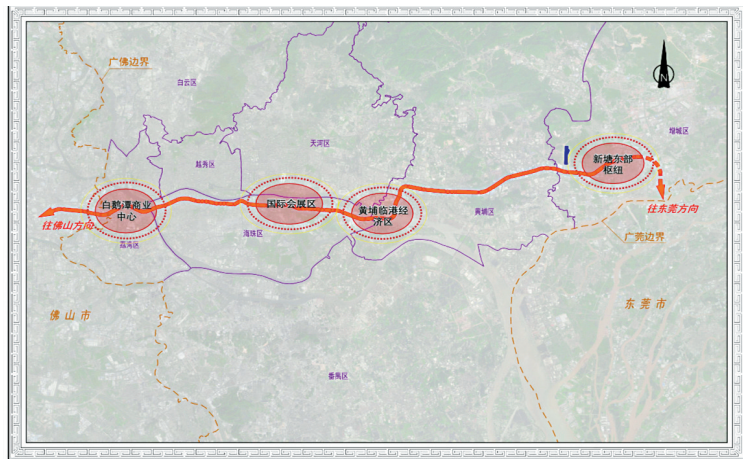 广佛边界
白云区
N
增城区
天河区
越秀区
新塘东部
枢纽
白鹅潭商业
中心
国际会展区
黄埔临港经
济区
往东莞方向
黄埔区
往佛山方向
海珠区
荔湾区
广莞边界
东莞市
佛山市
番禺区